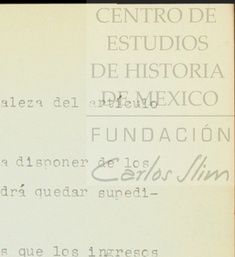 CENTRO DE
ESTUDIOS
DE HISTORIA
DE MEXICO
aleza del artículo
FUNDACIÓN
a disponer de los
Carlos Slim
drá quedar supedi-
s que los ingresos